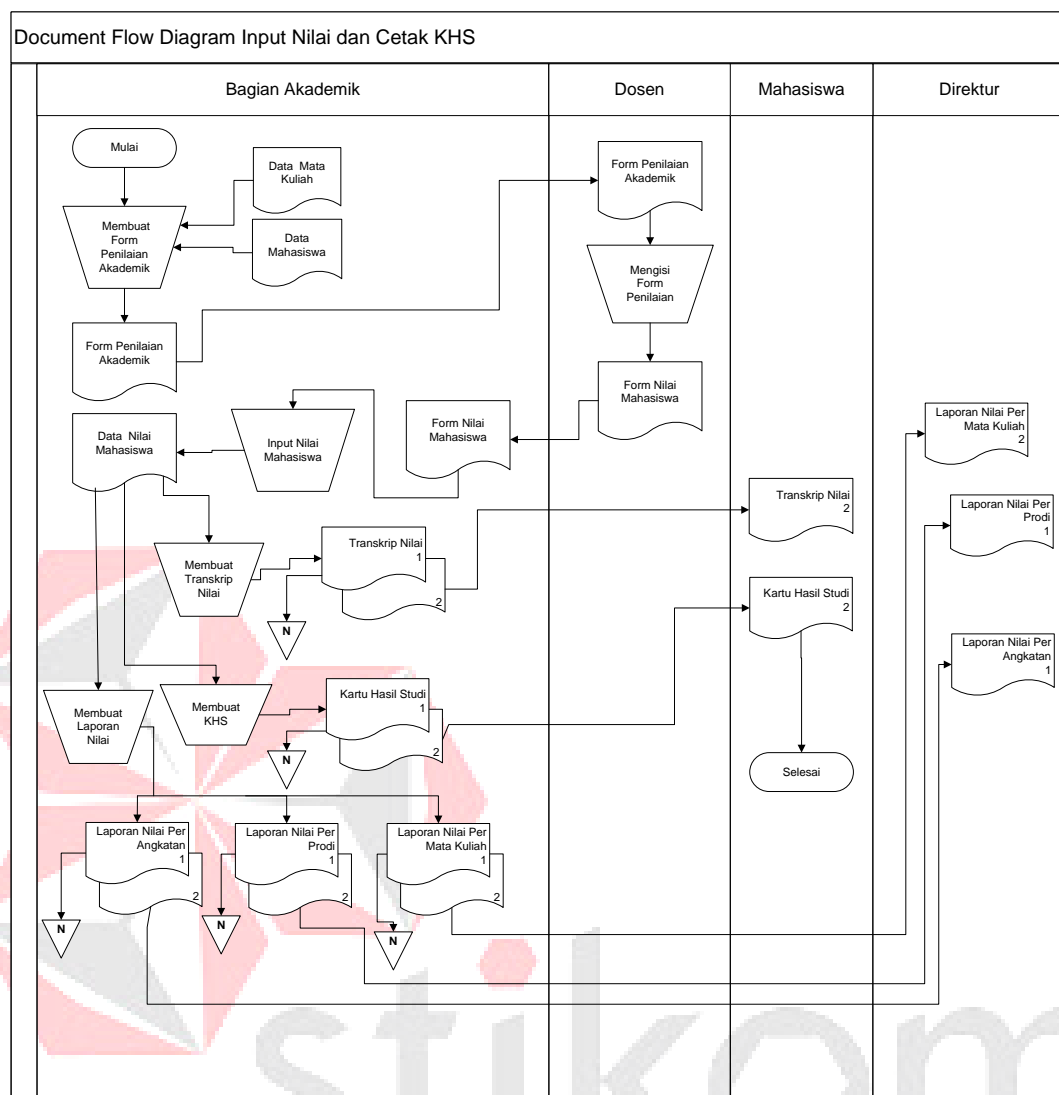 Document Flow Diagram Input Nilai dan Cetak KHS
Bagian Akademik
Dosen
Mahasiswa
Direktur
Mulai
Data Mata
Kuliah
Membuat
Form
Penilaian
Akademik
Data
Mahasiswa
Form Penilaian
Akademik
Form Penilaian
Akademik
Mengisi
Form
Penilaian
Form Nilai
Mahasiswa
Data Nilai
Mahasiswa
Input Nilai
Mahasiswa
Form Nilai
Mahasiswa
Laporan Nilai Per
Mata Kuliah
2
Transkrip Nilai
2
Laporan Nilai Per
Prodi
1
Membuat
Transkrip
Nilai
Transkrip Nilai
1
2
N
Kartu Hasil Studi
2
Laporan Nilai Per
Angkatan
1
Membuat
Laporan
Nilai
Membuat
KHS
Kartu Hasil Studi
1
2
N
Selesai
Laporan Nilai Per
Angkatan
1
2
N
Laporan Nilai Per
Prodi
1
2
N
Laporan Nilai Per
Mata Kuliah
1
2
N
stikom